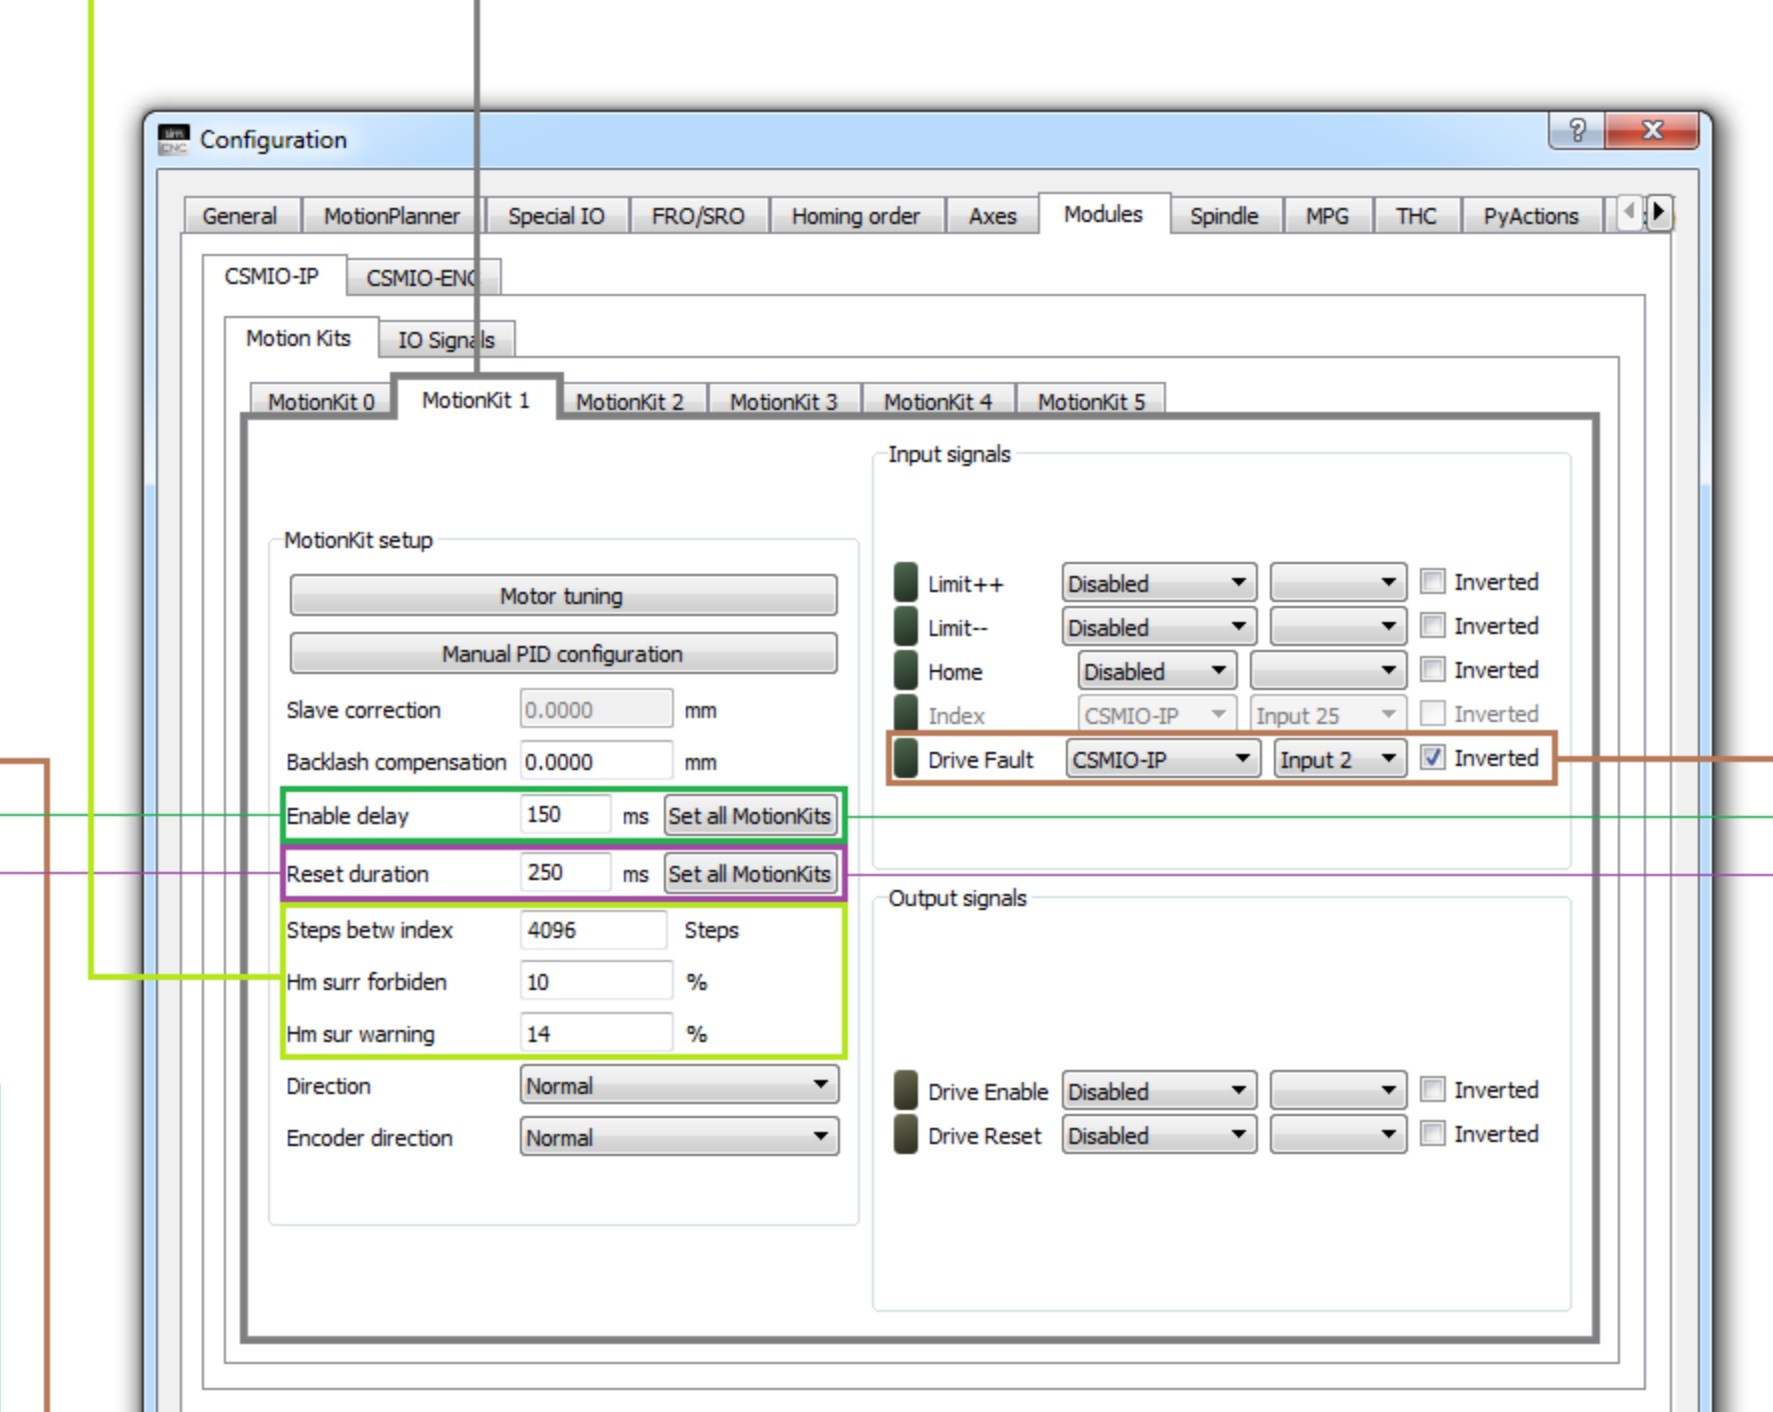 Configuration
General MotionPlanner Special IO FRO/SRO Homing order Axes Modules Spindle MPG THC PyActions
CSMIO-IP CSMIO-ENC
Motion Kits IO Signals
MotionKit 0 MotionKit 1 MotionKit 2 MotionKit 3 MotionKit 4 MotionKit 5
MotionKit setup
Motor tuning
Manual PID configuration
Slave correction 0.0000 mm
Backlash compensation 0.0000 mm
Enable delay 150 ms Set all MotionKits
Reset duration 250 ms Set all MotionKits
Steps betw index 4096 Steps
Hm surr forbiden 10 %
Hm sur warning 14 %
Direction Normal
Encoder direction Normal
Input signals
Limit++ Disabled Inverted
Limit-- Disabled Inverted
Home Disabled Inverted
Index CSMIO-IP Input 25 Inverted
Drive Fault CSMIO-IP Input 2 Inverted
Output signals
Drive Enable Disabled Inverted
Drive Reset Disabled Inverted